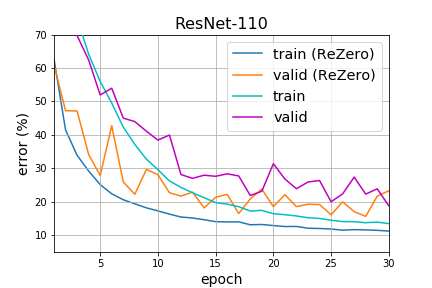 ResNet-110
train (ReZero)
valid (ReZero)
train
valid
error (%)
70
60
50
40
30
20
10
5
10
15
20
25
30
epoch